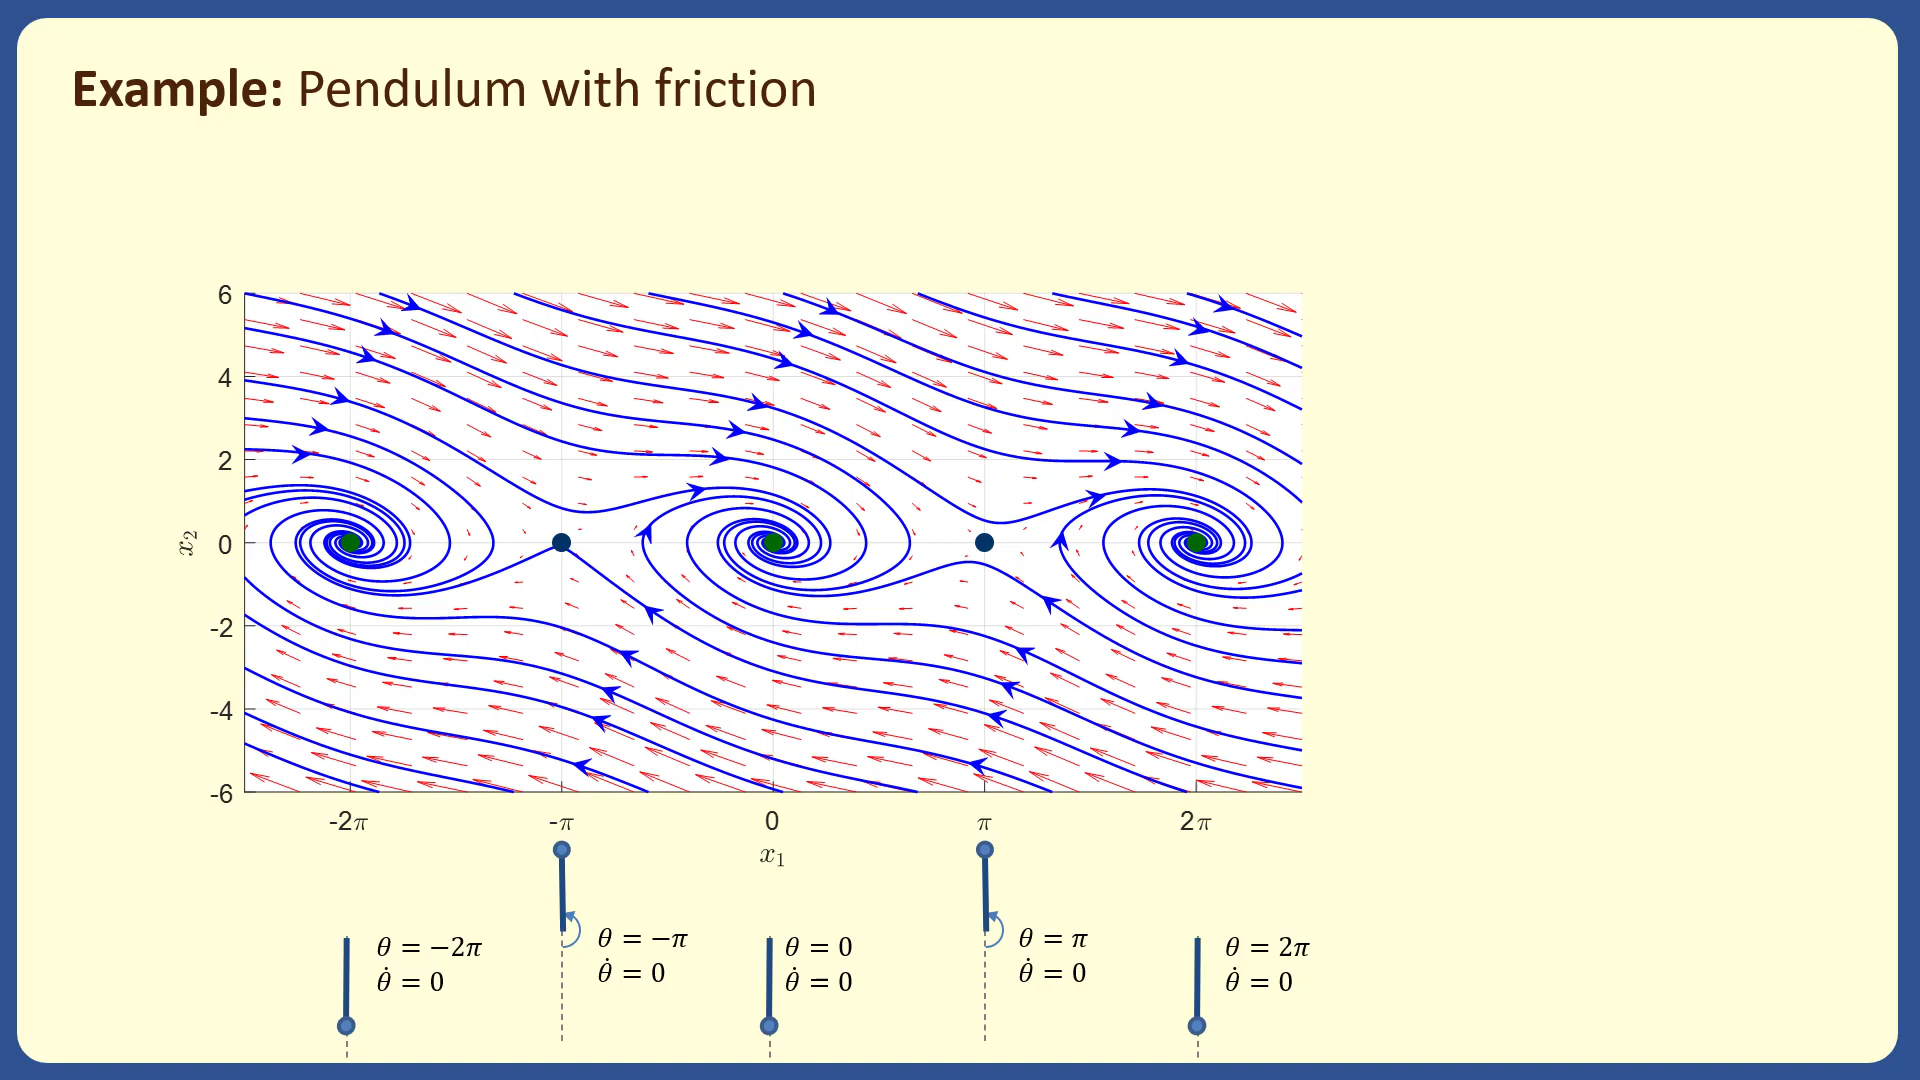 Example: Pendulum with friction
6
4
2
0
-2
-4
-6
x₂
-2π
-π
0
π
2π
x₁
θ = −2π
θ̇ = 0
θ = −π
θ̇ = 0
θ = 0
θ̇ = 0
θ = π
θ̇ = 0
θ = 2π
θ̇ = 0